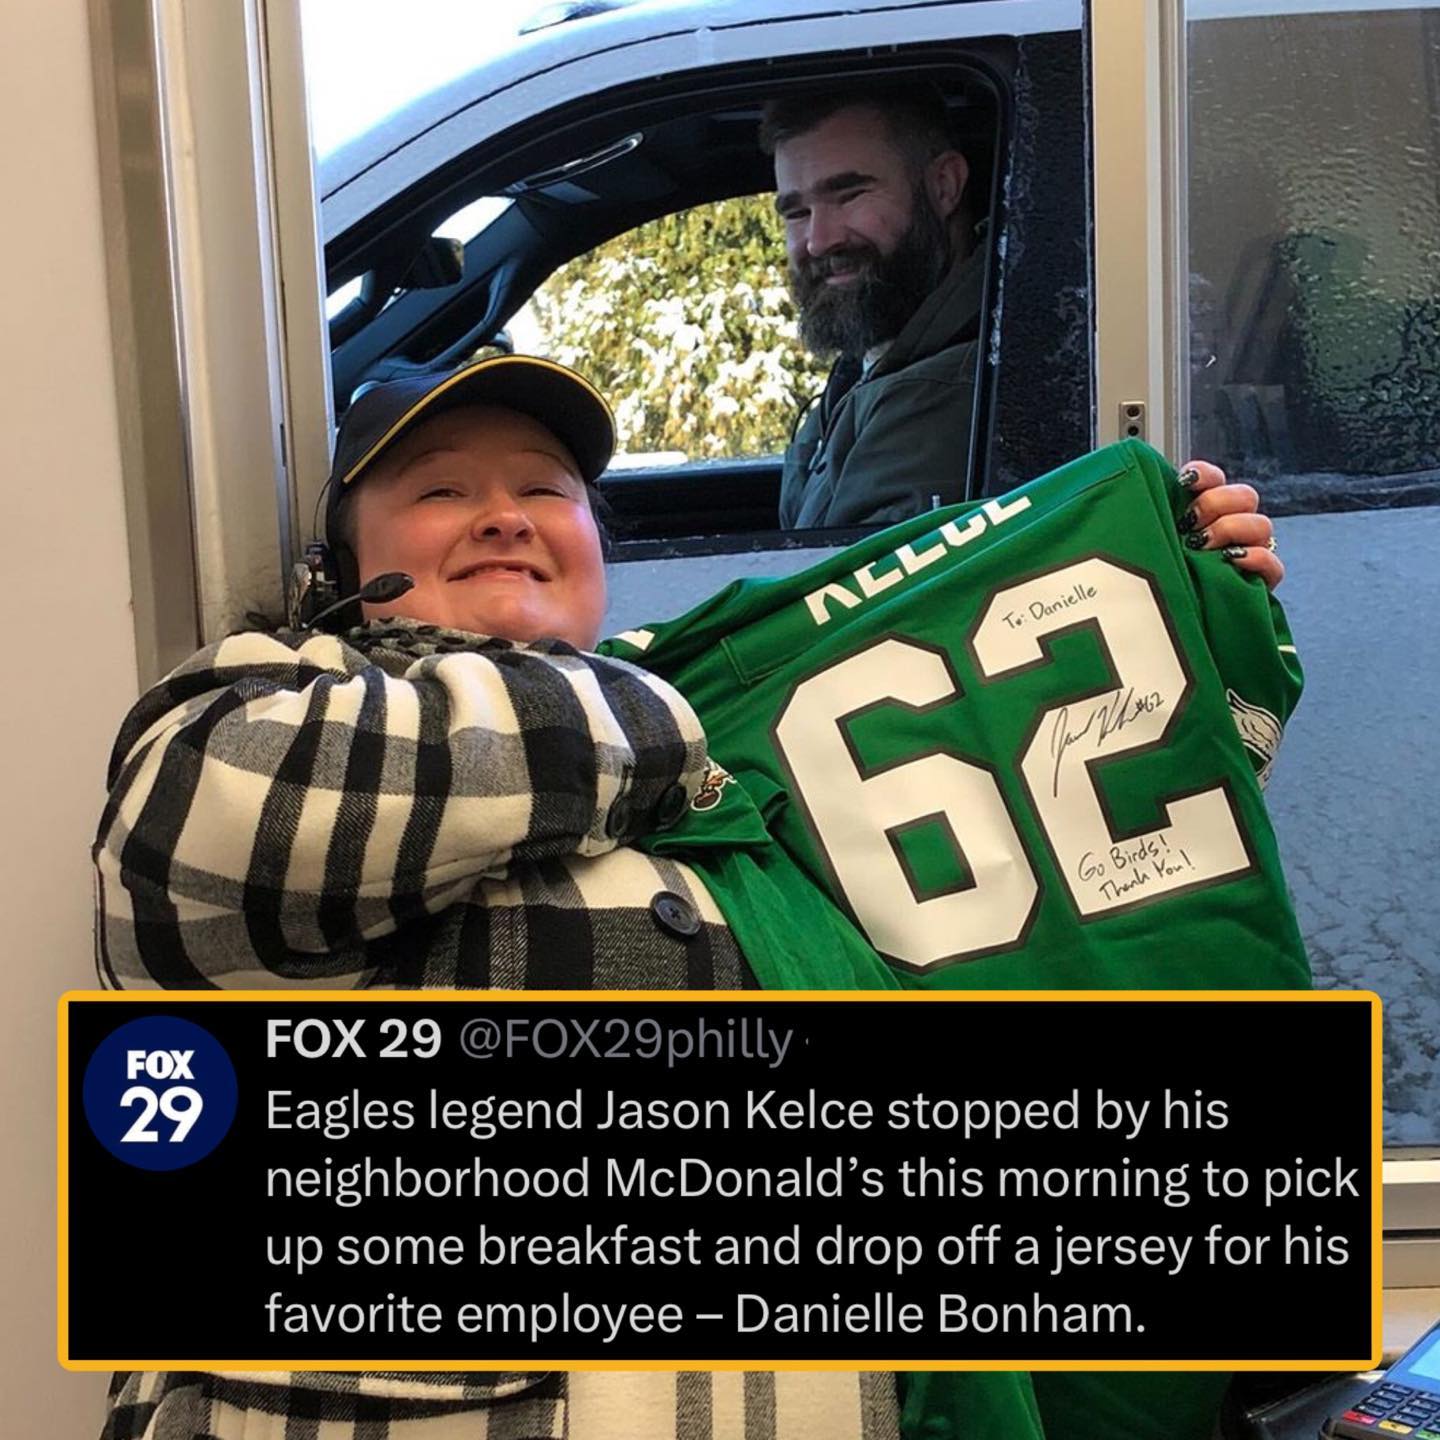 KELCE
62
To: Danielle
#62
Go Birds!
Thank You!
FOX
29
FOX 29 @FOX29philly
Eagles legend Jason Kelce stopped by his
neighborhood McDonald’s this morning to pick
up some breakfast and drop off a jersey for his
favorite employee – Danielle Bonham.